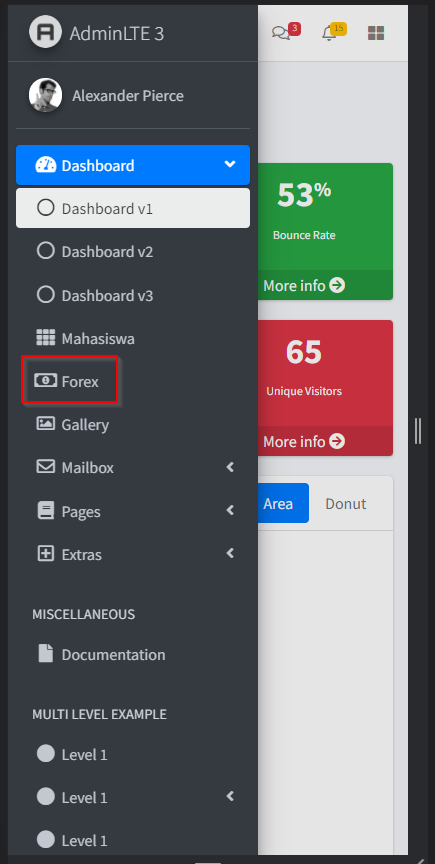 AdminLTE 3
3
15
Alexander Pierce
Dashboard
Dashboard v1
Dashboard v2
Dashboard v3
Mahasiswa
Forex
Gallery
Mailbox
Pages
Extras
MISCELLANEOUS
Documentation
MULTI LEVEL EXAMPLE
Level 1
Level 1
Level 1
53%
Bounce Rate
More info
65
Unique Visitors
More info
Area
Donut